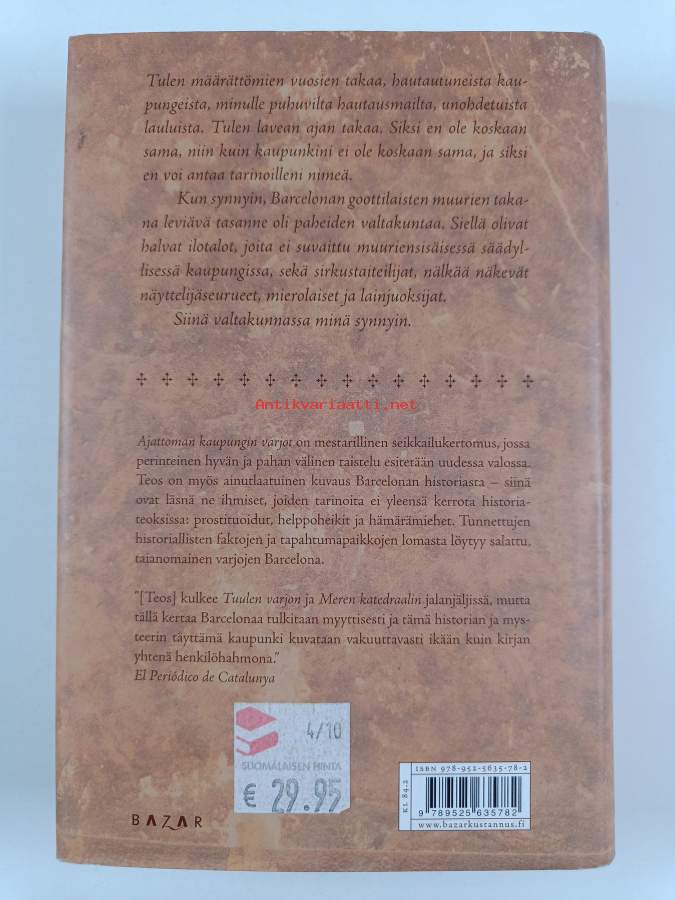 Tulen määrättömien vuosien takaa, hautautuneista kau-
pungeista, minulle puhuvilta hautausmailta, unohdetuista
lauluista. Tulen lavean ajan takaa. Siksi en ole koskaan
sama, niin kuin kaupunkini ei ole koskaan sama, ja siksi
en voi antaa tarinoilleni nimeä.
Kun synnyin, Barcelonan goottilaisten muurien taka-
na leviävä tasanne oli paheiden valtakuntaa. Siellä olivat
halvat ilotalot, joita ei suvaittu muuriensisäisessä säädyl-
lisessä kaupungissa, sekä sirkustaiteilijat, nälkää näkevät
näyttelijäseurueet, mierolaiset ja lainjuoksijat.
Siinä valtakunnassa minä synnyin.
Antikvariaatti.net
Ajattoman kaupungin varjot on mestarillinen seikkailukertomus, jossa
perinteinen hyvän ja pahan välinen taistelu esitetään uudessa valossa.
Teos on myös ainutlaatuinen kuvaus Barcelonan historiasta – siinä
ovat läsnä ne ihmiset, joiden tarinoita ei yleensä kerrota historia-
teoksissa: prostituoidut, helppoheikit ja hämärämiehet. Tunnettujen
historiallisten faktojen ja tapahtumapaikkojen lomasta löytyy salattu,
taianomainen varjojen Barcelona.
"[Teos] kulkee Tuulen varjon ja Meren katedraalin jalanjäljissä, mutta
tällä kertaa Barcelonaa tulkitaan myyttisesti ja tämä historian ja mys-
teerin täyttämä kaupunki kuvataan vakuuttavasti ikään kuin kirjan
yhtenä henkilöhahmona."
El Periódico de Catalunya
4/10
SUOMALAISEN HINTA
€ 29.95
BAZAR
ISBN 978-952-5635-78-2
KL 84.2
9 789525 635782
www.bazarkustannus.fi